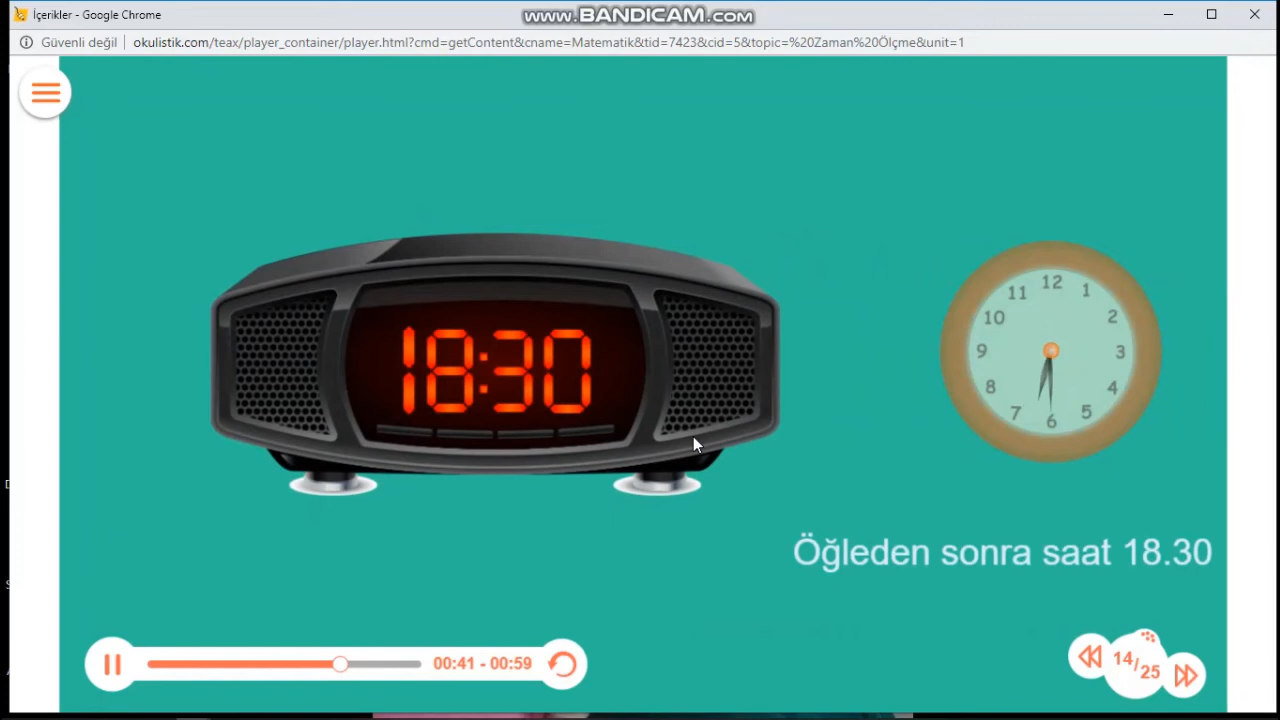 İçerikler - Google Chrome
www.BANDICAM.com
Güvenli değil
okulistik.com/teax/player_container/player.html?cmd=getContent&cname=Matematik&tid=7423&cid=5&topic=%20Zaman%20Ölçme&unit=1
18:30
12
1
2
3
4
5
6
7
8
9
10
11
Öğleden sonra saat 18.30
00:41 - 00:59
14/25